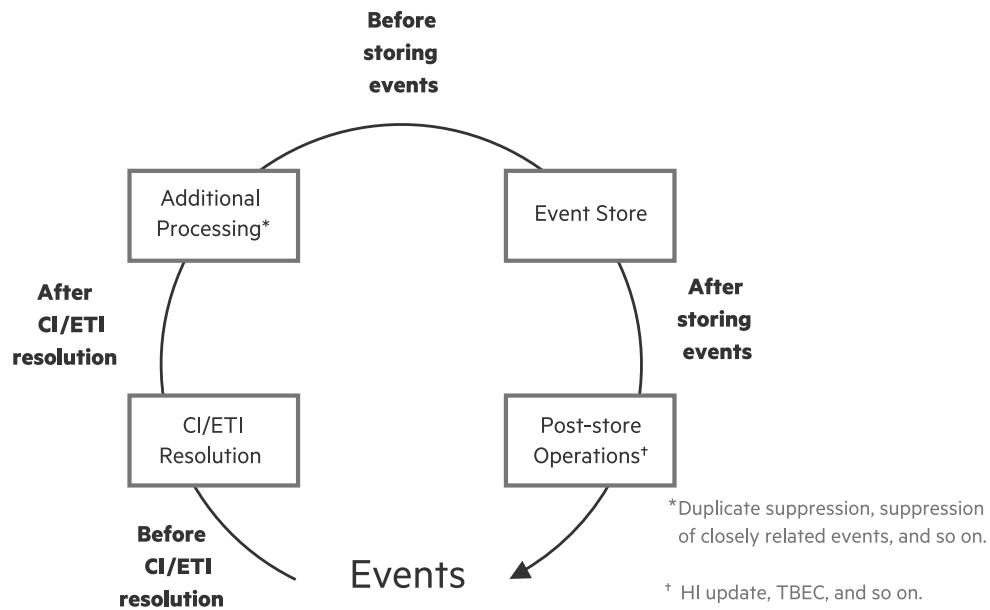 Before
storing
events
Additional
Processing*
Event Store
After
CI/ETI
resolution
After
storing
events
CI/ETI
Resolution
Post-store
Operations†
*Duplicate suppression, suppression
of closely related events, and so on.
Before
CI/ETI
resolution
Events
† HI update, TBEC, and so on.